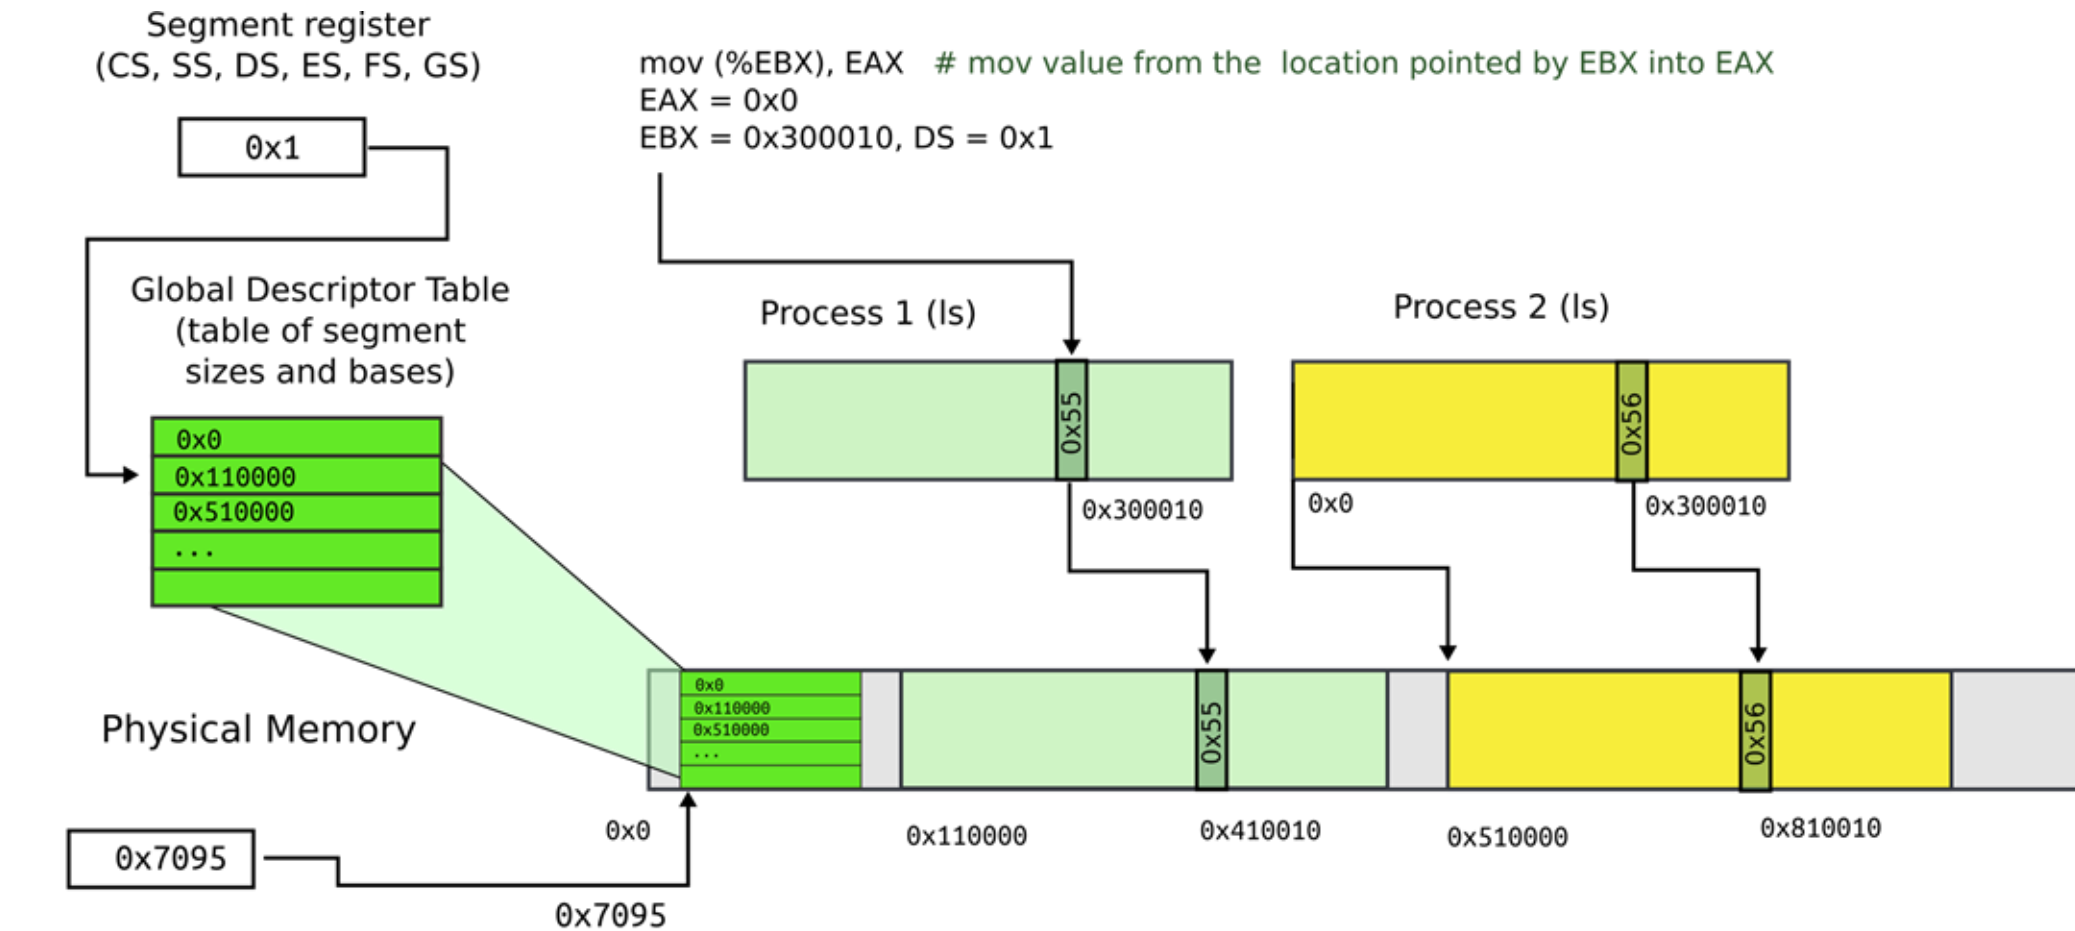 Segment register
(CS, SS, DS, ES, FS, GS)
0x1
mov (%EBX), EAX # mov value from the location pointed by EBX into EAX
EAX = 0x0
EBX = 0x300010, DS = 0x1
Global Descriptor Table
(table of segment
sizes and bases)
0x0
0x110000
0x510000
...
Process 1 (ls)
0x55
0x300010
Process 2 (ls)
0x56
0x0
0x300010
Physical Memory
0x0
0x110000
0x510000
...
0x55
0x56
0x0
0x110000
0x410010
0x510000
0x810010
0x7095
0x7095